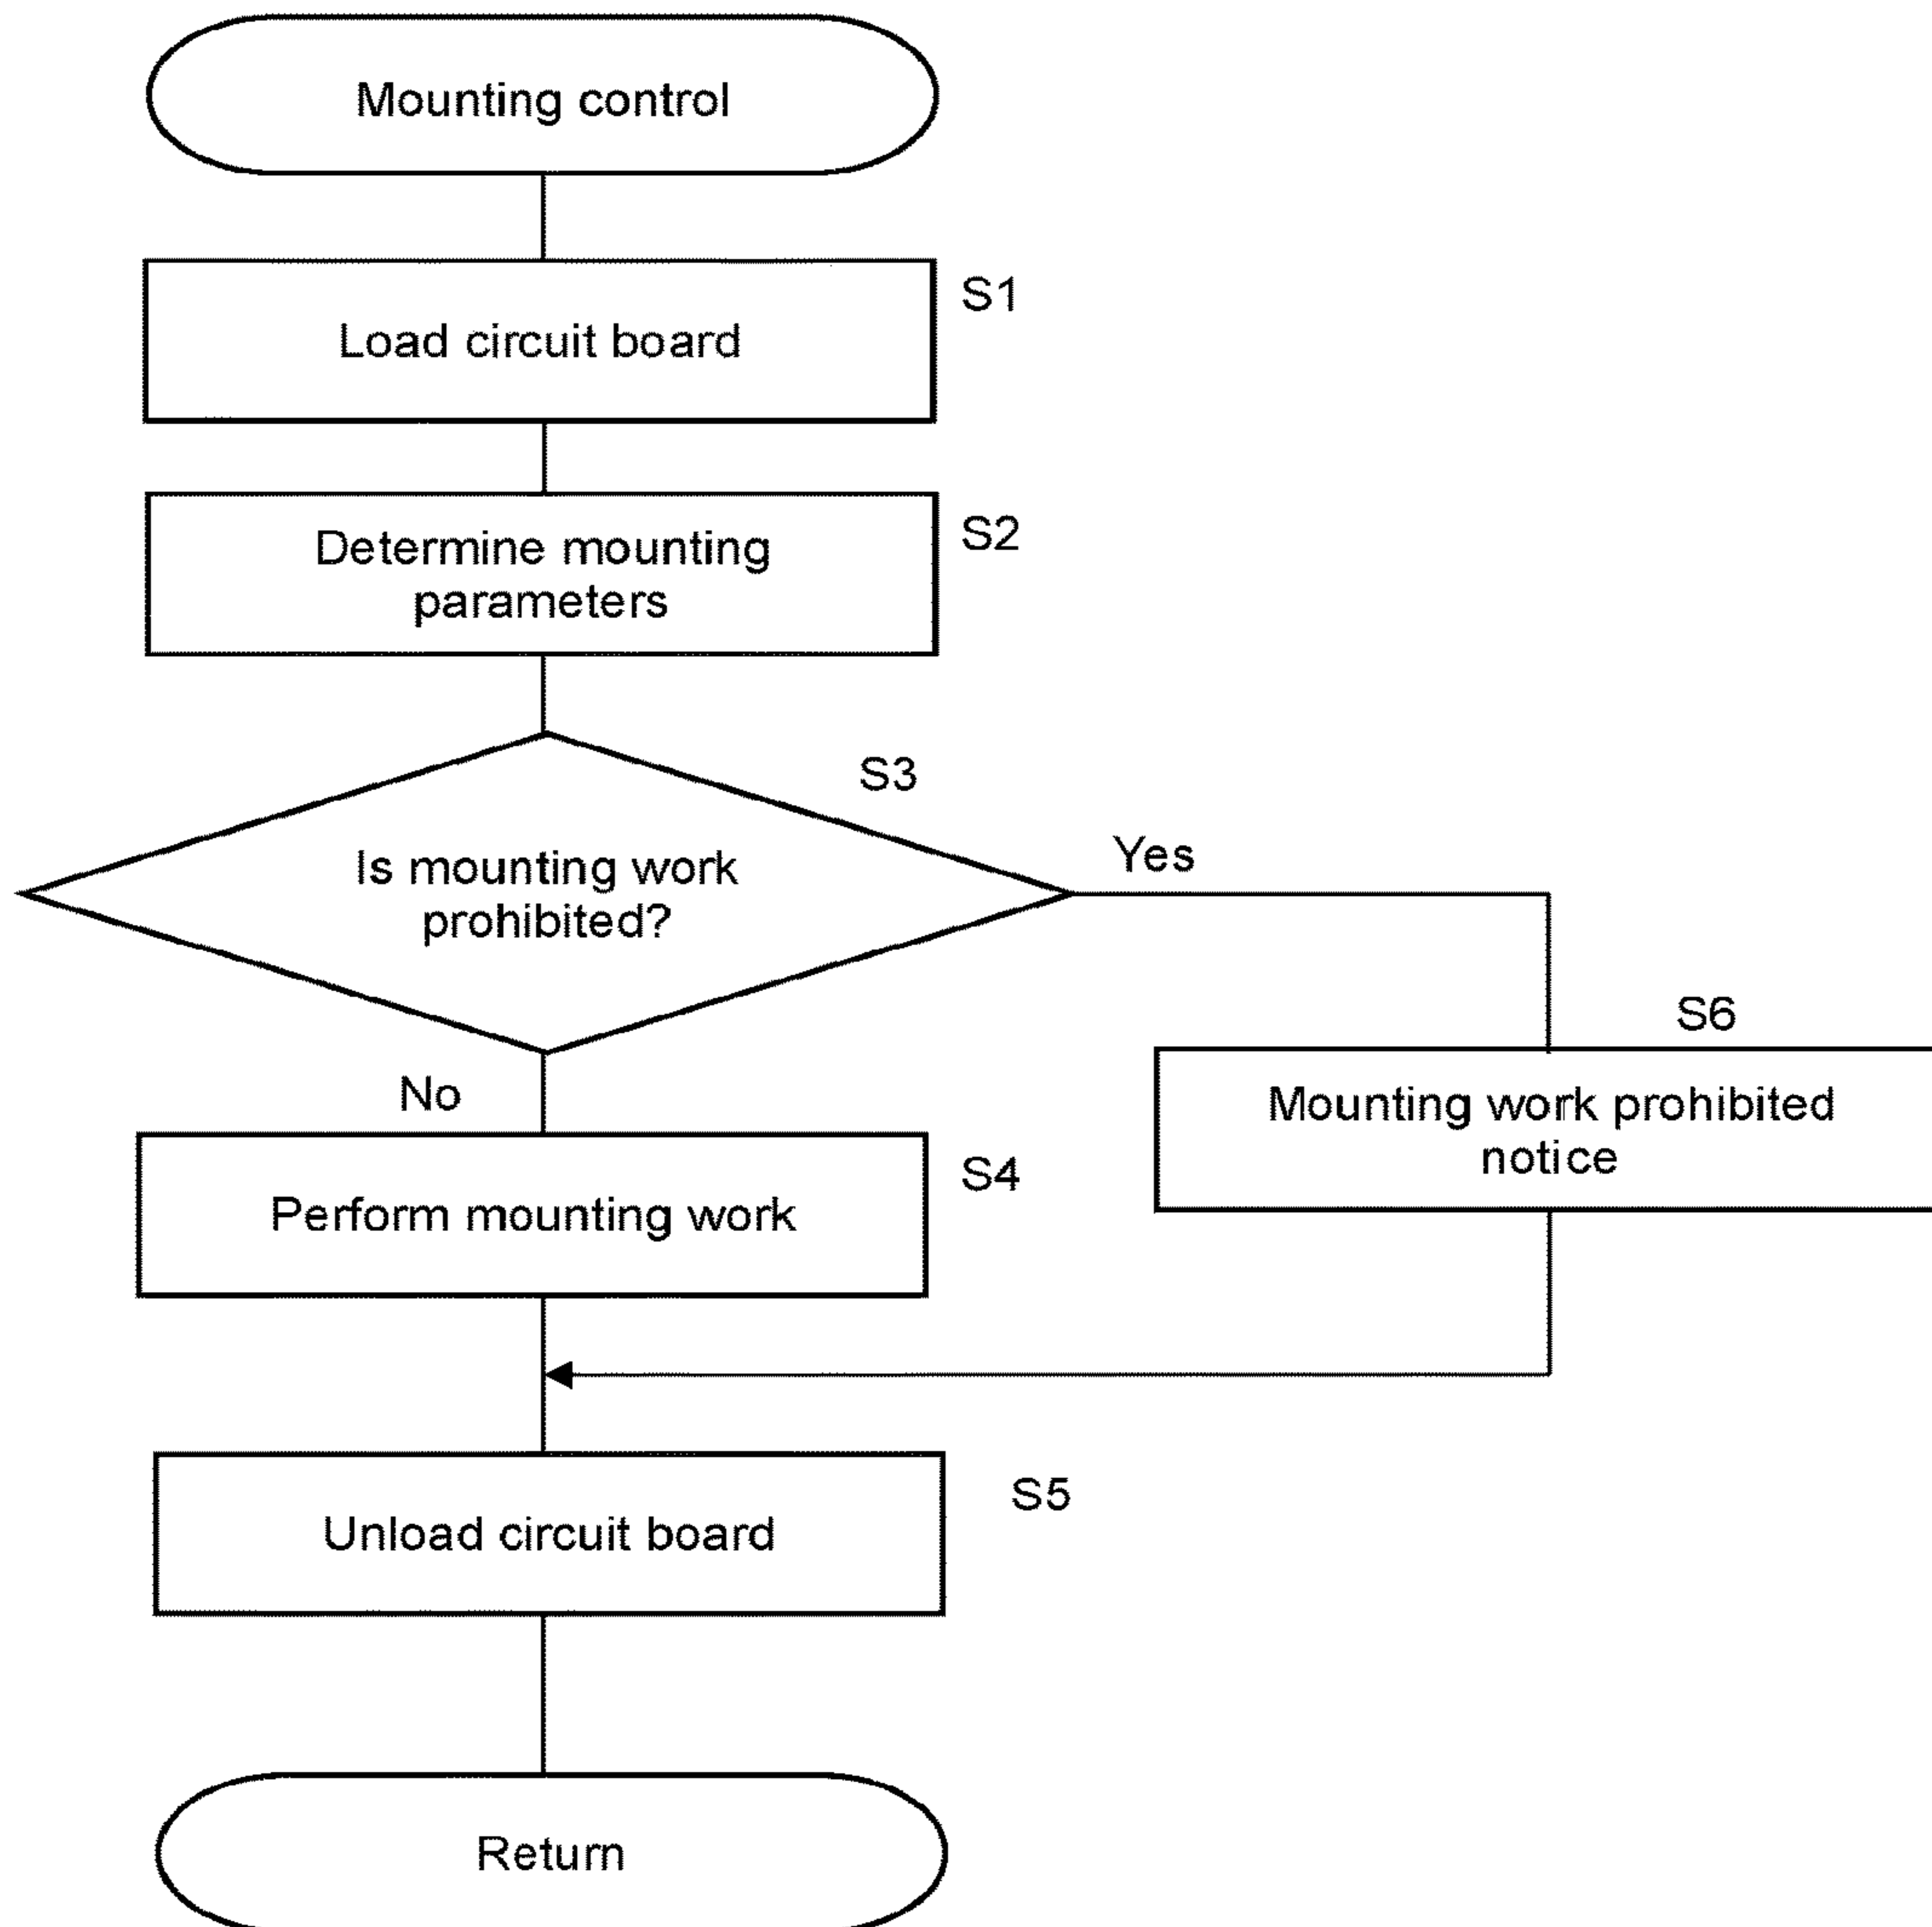 Mounting control
S1
Load circuit board
S2
Determine mounting
parameters
S3
Is mounting work
prohibited?
Yes
No
S6
Mounting work prohibited
notice
S4
Perform mounting work
S5
Unload circuit board
Return